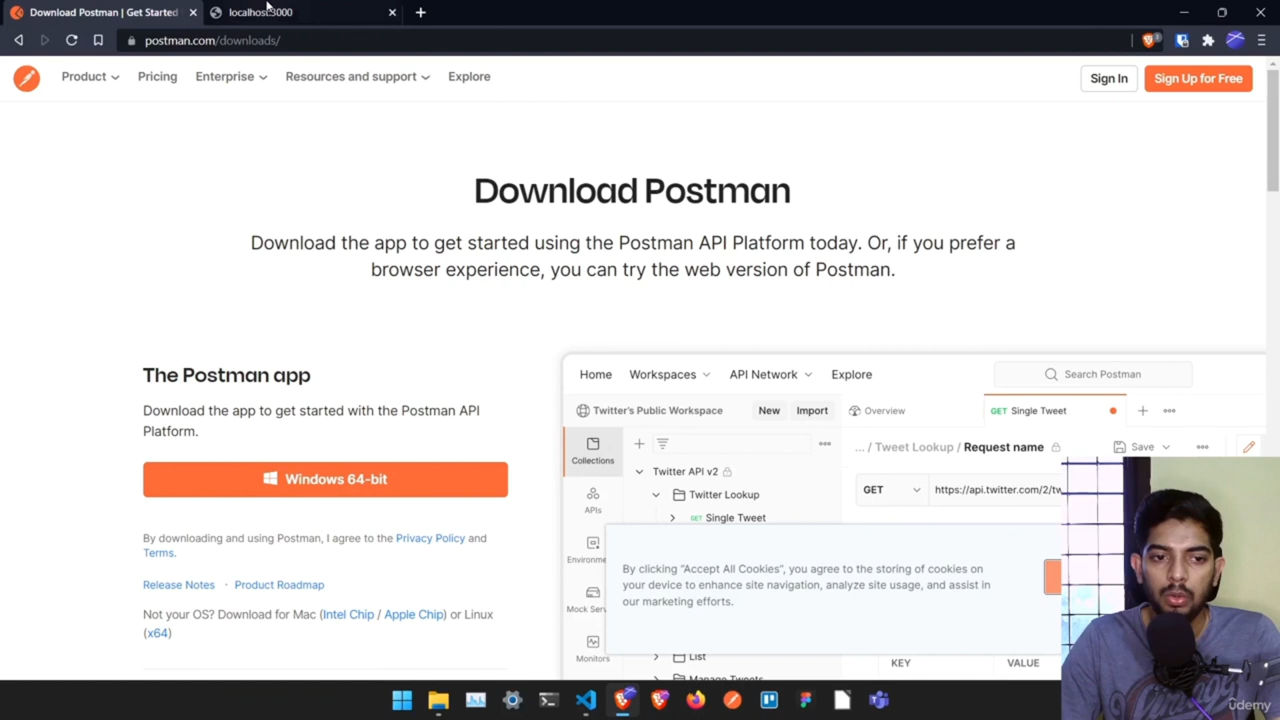 Download Postman | Get Started
localhost:3000
postman.com/downloads/
Product
Pricing
Enterprise
Resources and support
Explore
Sign In
Sign Up for Free
Download Postman
Download the app to get started using the Postman API Platform today. Or, if you prefer a
browser experience, you can try the web version of Postman.
The Postman app
Download the app to get started with the Postman API
Platform.
Windows 64-bit
By downloading and using Postman, I agree to the Privacy Policy and
Terms.
Release Notes · Product Roadmap
Not your OS? Download for Mac (Intel Chip / Apple Chip) or Linux
(x64)
Home
Workspaces
API Network
Explore
Search Postman
Twitter's Public Workspace
New
Import
Overview
GET Single Tweet
Collections
... / Tweet Lookup / Request name
Save
Twitter API v2
APIs
Twitter Lookup
GET
https://api.twitter.com/2/tw
GET Single Tweet
Environme
Mock Serv
Monitors
By clicking “Accept All Cookies”, you agree to the storing of cookies on
your device to enhance site navigation, analyze site usage, and assist in
our marketing efforts.
List
KEY
VALUE
Manage Tweets
udemy